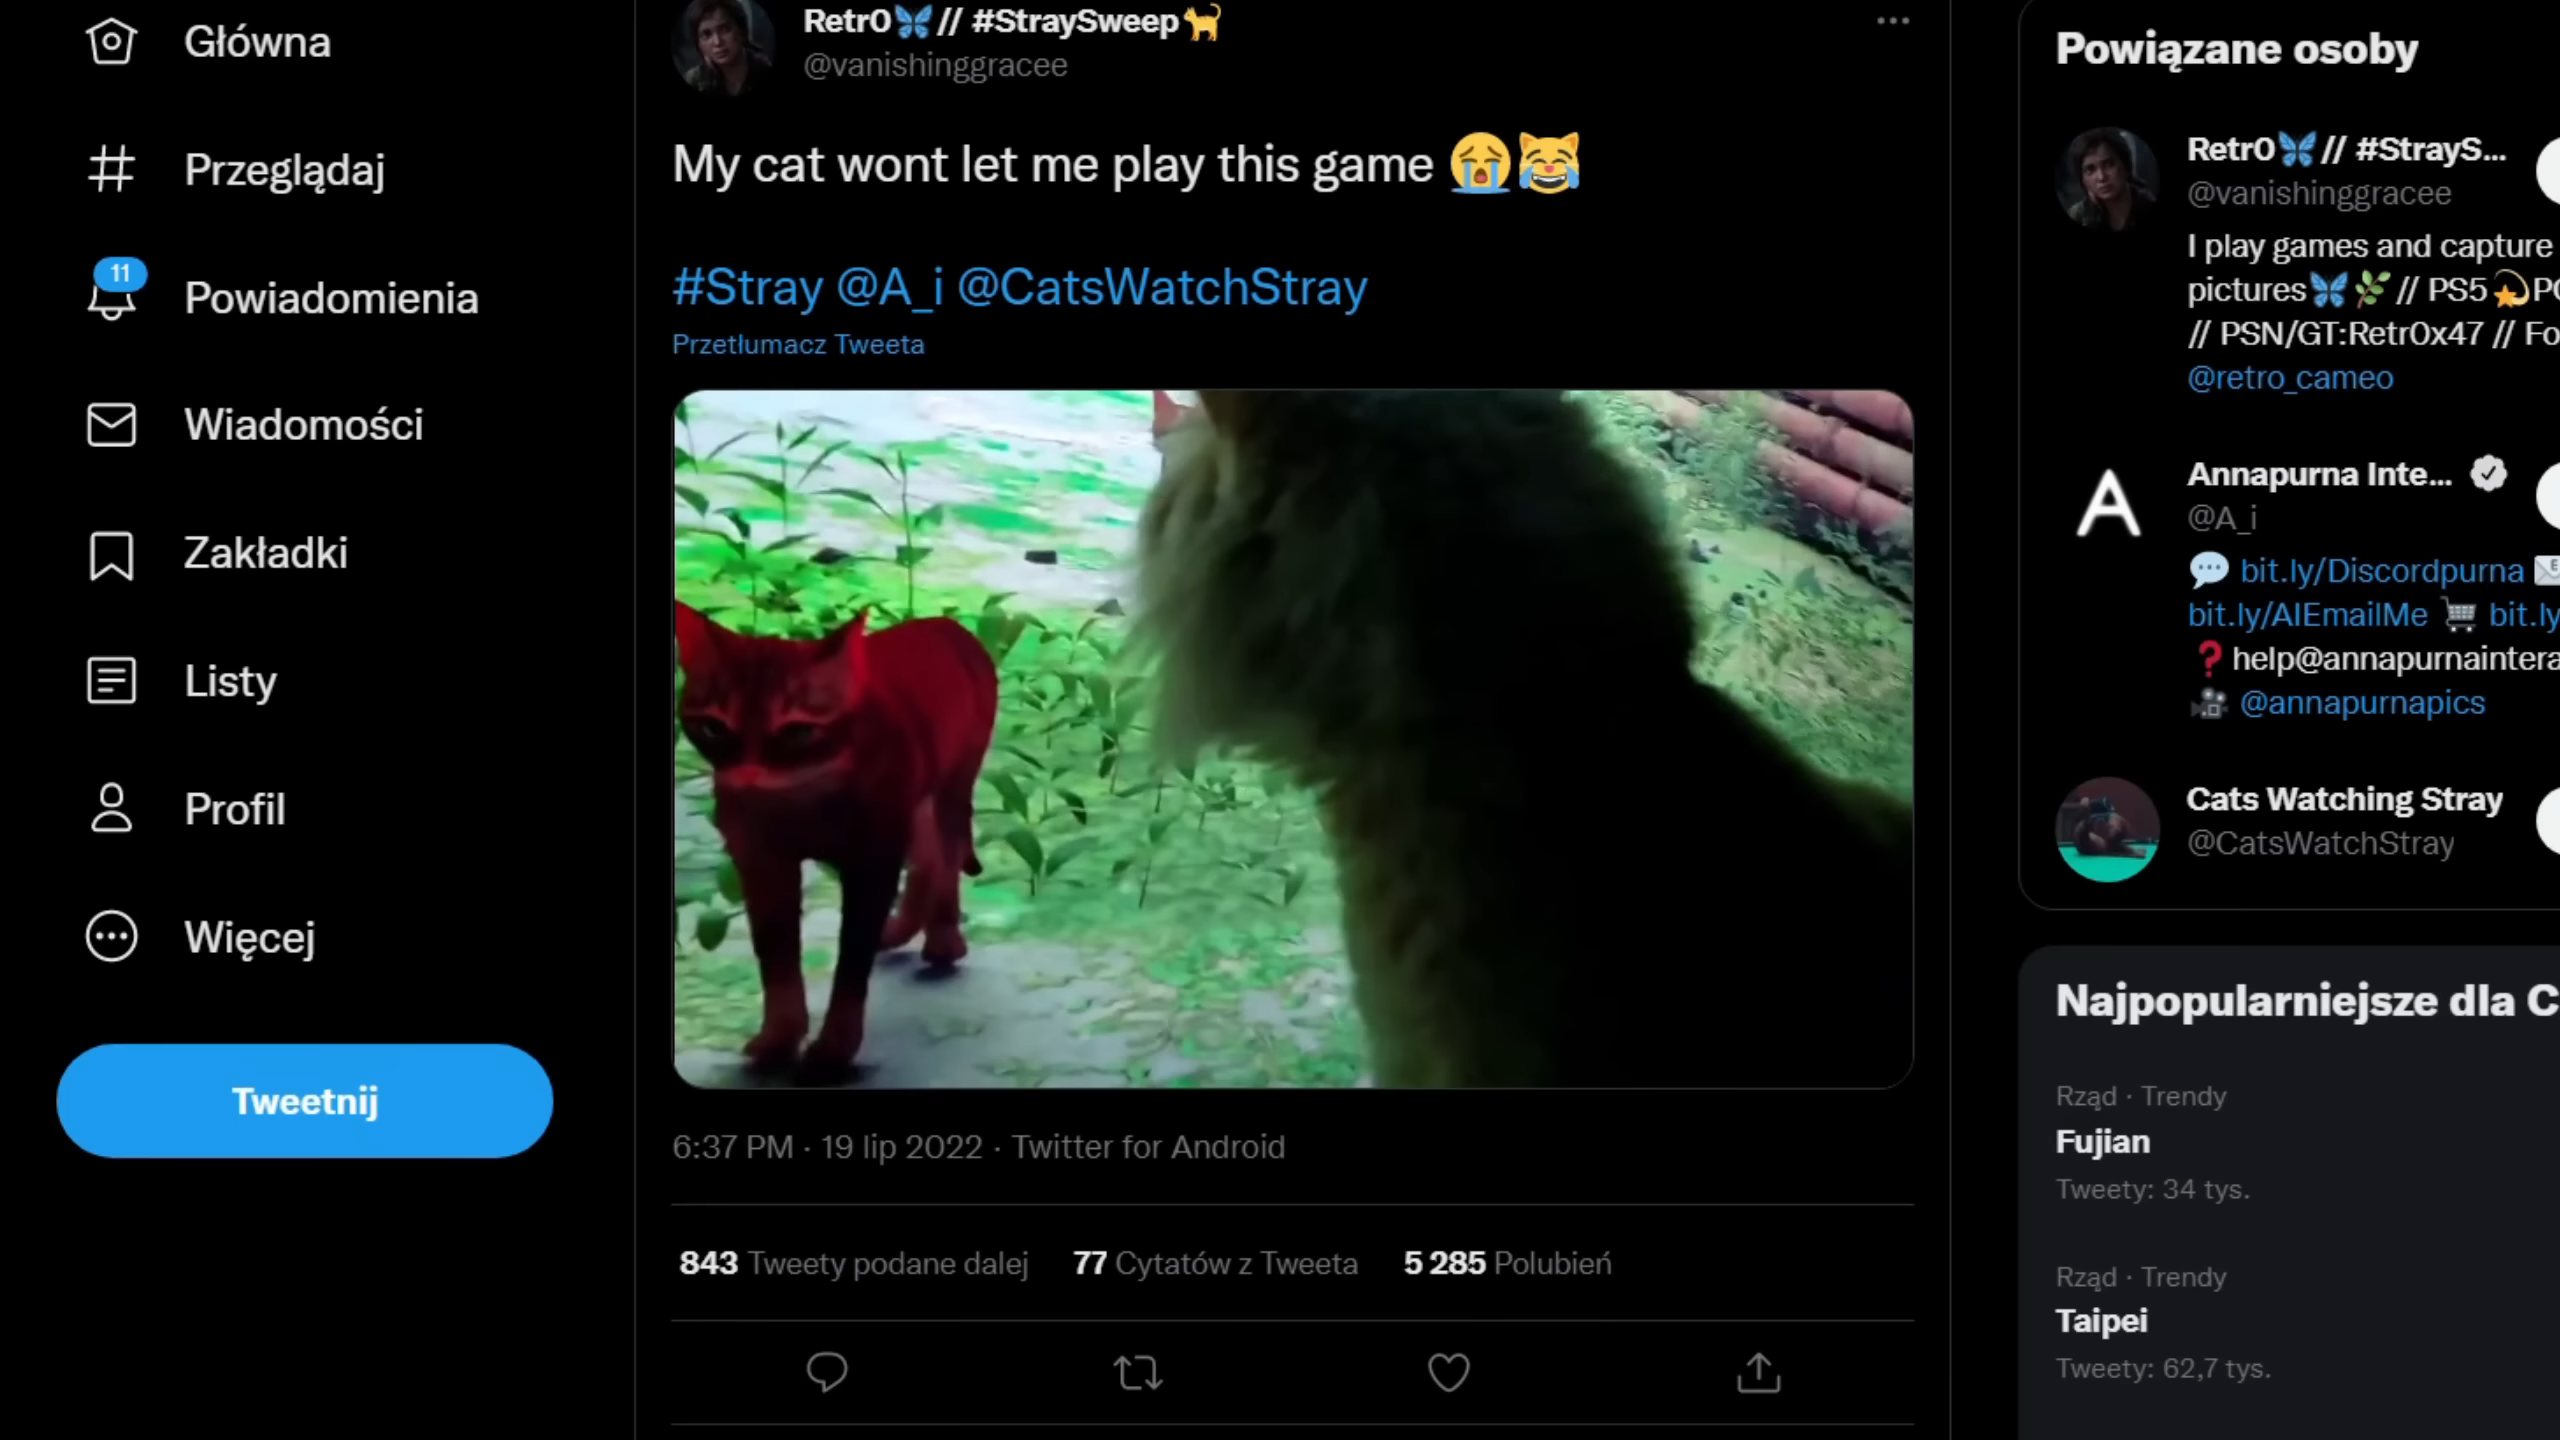 Główna
Przeglądaj
11
Powiadomienia
Wiadomości
Zakładki
Listy
Profil
Więcej
Tweetnij
Retr0🦋// #StraySweep🐈
@vanishinggracee
My cat wont let me play this game 😭😹
#Stray @A_i @CatsWatchStray
Przetłumacz Tweeta
6:37 PM · 19 lip 2022 · Twitter for Android
843 Tweety podane dalej 77 Cytatów z Tweeta 5 285 Polubień
Powiązane osoby
Retr0🦋// #StrayS...
@vanishinggracee
I play games and capture
pictures🦋🌿// PS5💫PC
// PSN/GT:Retr0x47 // Fo
@retro_cameo
Annapurna Inte...
@A_i
💬 bit.ly/Discordpurna 📧
bit.ly/AIEmailMe 🛒 bit.ly
❓help@annapurnaintera
🎥 @annapurnapics
Cats Watching Stray
@CatsWatchStray
Najpopularniejsze dla C
Rząd · Trendy
Fujian
Tweety: 34 tys.
Rząd · Trendy
Taipei
Tweety: 62,7 tys.